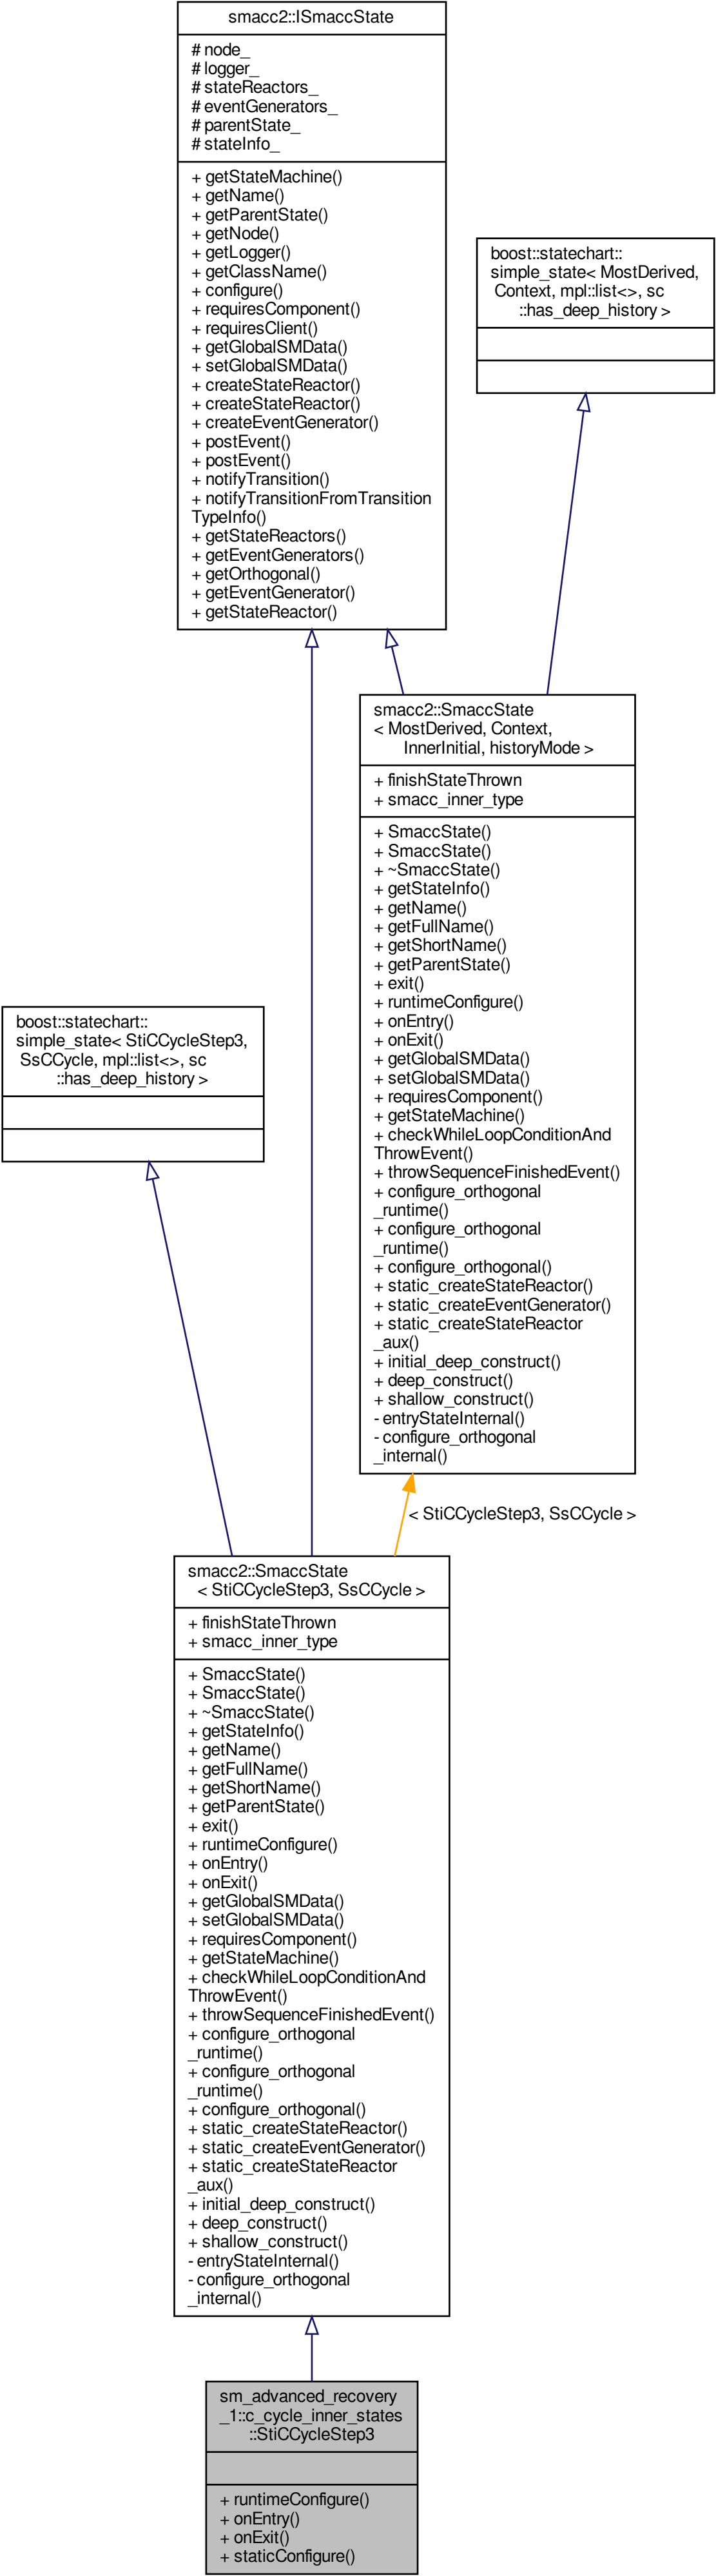 smacc2::ISmaccState
# node_
# logger_
# stateReactors_
# eventGenerators_
# parentState_
# stateInfo_
+ getStateMachine()
+ getName()
+ getParentState()
+ getNode()
+ getLogger()
+ getClassName()
+ configure()
+ requiresComponent()
+ requiresClient()
+ getGlobalSMData()
+ setGlobalSMData()
+ createStateReactor()
+ createStateReactor()
+ createEventGenerator()
+ postEvent()
+ postEvent()
+ notifyTransition()
+ notifyTransitionFromTransition
TypeInfo()
+ getStateReactors()
+ getEventGenerators()
+ getOrthogonal()
+ getEventGenerator()
+ getStateReactor()
boost::statechart::
simple_state< MostDerived,
Context, mpl::list<>, sc
::has_deep_history >
smacc2::SmaccState
< MostDerived, Context,
InnerInitial, historyMode >
+ finishStateThrown
+ smacc_inner_type
+ SmaccState()
+ SmaccState()
+ ~SmaccState()
+ getStateInfo()
+ getName()
+ getFullName()
+ getShortName()
+ getParentState()
+ exit()
+ runtimeConfigure()
+ onEntry()
+ onExit()
+ getGlobalSMData()
+ setGlobalSMData()
+ requiresComponent()
+ getStateMachine()
+ checkWhileLoopConditionAnd
ThrowEvent()
+ throwSequenceFinishedEvent()
+ configure_orthogonal
_runtime()
+ configure_orthogonal
_runtime()
+ configure_orthogonal()
+ static_createStateReactor()
+ static_createEventGenerator()
+ static_createStateReactor
_aux()
+ initial_deep_construct()
+ deep_construct()
+ shallow_construct()
- entryStateInternal()
- configure_orthogonal
_internal()
boost::statechart::
simple_state< StiCCycleStep3,
SsCCycle, mpl::list<>, sc
::has_deep_history >
< StiCCycleStep3, SsCCycle >
smacc2::SmaccState
< StiCCycleStep3, SsCCycle >
+ finishStateThrown
+ smacc_inner_type
+ SmaccState()
+ SmaccState()
+ ~SmaccState()
+ getStateInfo()
+ getName()
+ getFullName()
+ getShortName()
+ getParentState()
+ exit()
+ runtimeConfigure()
+ onEntry()
+ onExit()
+ getGlobalSMData()
+ setGlobalSMData()
+ requiresComponent()
+ getStateMachine()
+ checkWhileLoopConditionAnd
ThrowEvent()
+ throwSequenceFinishedEvent()
+ configure_orthogonal
_runtime()
+ configure_orthogonal
_runtime()
+ configure_orthogonal()
+ static_createStateReactor()
+ static_createEventGenerator()
+ static_createStateReactor
_aux()
+ initial_deep_construct()
+ deep_construct()
+ shallow_construct()
- entryStateInternal()
- configure_orthogonal
_internal()
sm_advanced_recovery
_1::c_cycle_inner_states
::StiCCycleStep3
+ runtimeConfigure()
+ onEntry()
+ onExit()
+ staticConfigure()